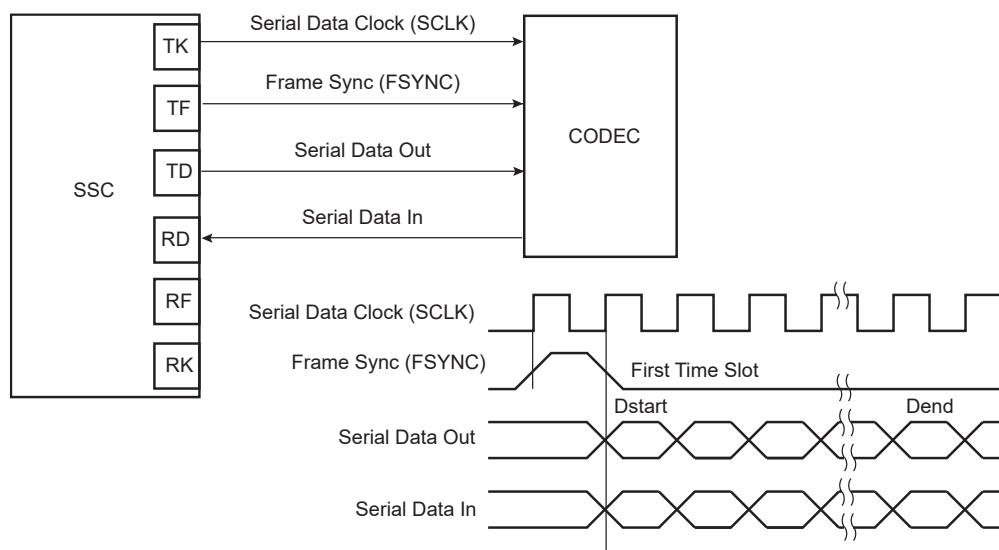 Serial Data Clock (SCLK)
TK
Frame Sync (FSYNC)
TF
CODEC
Serial Data Out
TD
SSC
Serial Data In
RD
RF
Serial Data Clock (SCLK)
RK
Frame Sync (FSYNC)
First Time Slot
Dstart
Dend
Serial Data Out
Serial Data In